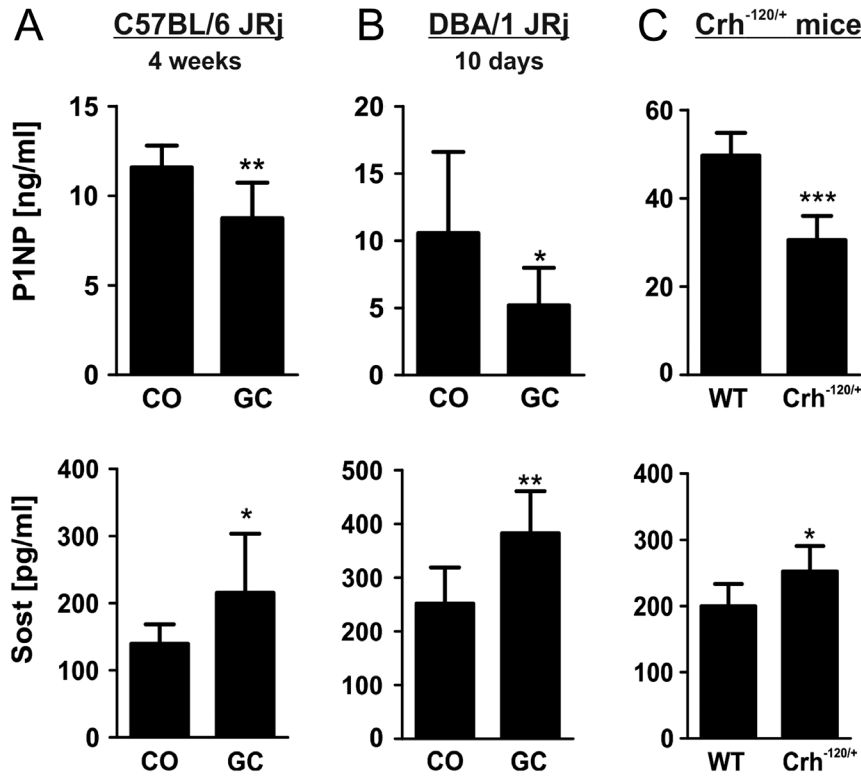 A
C57BL/6 JRj
4 weeks
B
DBA/1 JRj
10 days
C
Crh-120/+ mice
P1NP [ng/ml]
15
10
5
0
**
CO GC
20
15
10
5
0
*
CO GC
60
40
20
0
***
WT Crh-120/+
Sost [pg/ml]
400
300
200
100
0
*
CO GC
500
400
300
200
100
0
**
CO GC
400
300
200
100
0
*
WT Crh-120/+